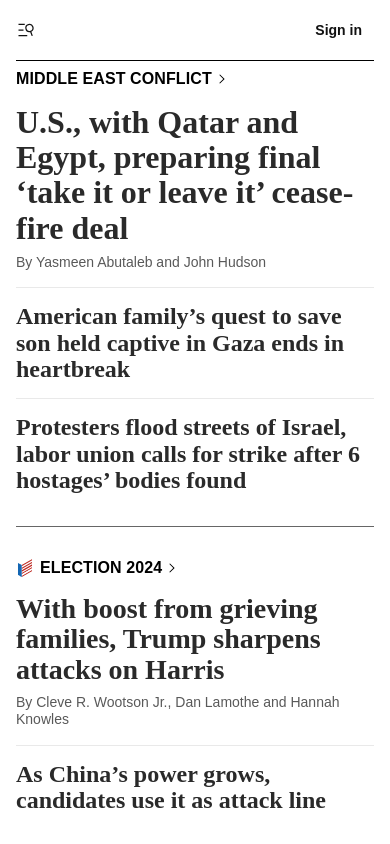 Sign in
MIDDLE EAST CONFLICT
U.S., with Qatar and
Egypt, preparing final
‘take it or leave it’ cease-
fire deal
By Yasmeen Abutaleb and John Hudson
American family’s quest to save
son held captive in Gaza ends in
heartbreak
Protesters flood streets of Israel,
labor union calls for strike after 6
hostages’ bodies found
ELECTION 2024
With boost from grieving
families, Trump sharpens
attacks on Harris
By Cleve R. Wootson Jr., Dan Lamothe and Hannah
Knowles
As China’s power grows,
candidates use it as attack line